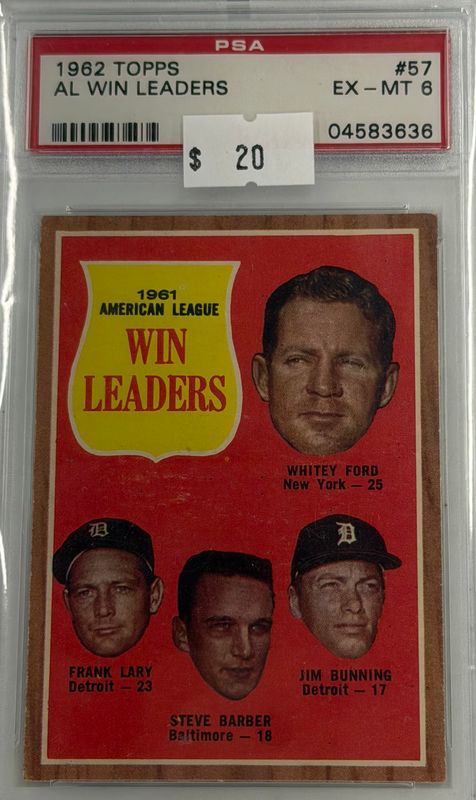 PSA
1962 TOPPS #57
AL WIN LEADERS EX-MT 6
04583636
$ 20
1961
AMERICAN LEAGUE
WIN
LEADERS
WHITEY FORD
New York — 25
D
D
FRANK LARY
Detroit — 23
JIM BUNNING
Detroit — 17
STEVE BARBER
Baltimore — 18